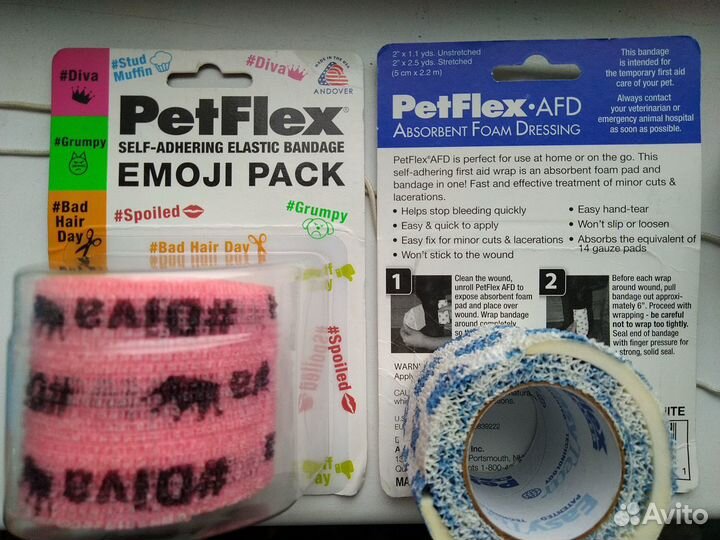 #Diva
#Stud
Muffin
#Diva
MADE IN THE USA
ANDOVER
PetFlex®
SELF-ADHERING ELASTIC BANDAGE
EMOJI PACK
#Grumpy
#Bad
Hair
Day
#Spoiled
#Grumpy
#Bad Hair Day
#Spoiled
#Diva
#Diva
2" x 1.1 yds. Unstretched
2" x 2.5 yds. Stretched
(5 cm x 2.2 m)
This bandage
is intended for
the temporary first aid
care of your pet.
Always contact
your veterinarian or
emergency animal hospital
as soon as possible.
PetFlex•AFD
ABSORBENT FOAM DRESSING
PetFlex®AFD is perfect for use at home or on the go. This
self-adhering first aid wrap is an absorbent foam pad and
bandage in one! Fast and effective treatment of minor cuts &
lacerations.
• Helps stop bleeding quickly
• Easy & quick to apply
• Easy fix for minor cuts & lacerations
• Won't stick to the wound
• Easy hand-tear
• Won't slip or loosen
• Absorbs the equivalent of
14 gauze pads
1
Clean the wound,
unroll PetFlex AFD to
expose absorbent foam
pad and place over
wound. Wrap bandage
around completely
2
Before each wrap
around wound, pull
bandage out approx-
imately 6". Proceed with
wrapping - be careful
not to wrap too tightly.
Seal end of bandage
with finger pressure for
a strong, solid seal.
Inc.
Portsmouth,
EASY
PATENTED
TECHNOLOGY
Avito